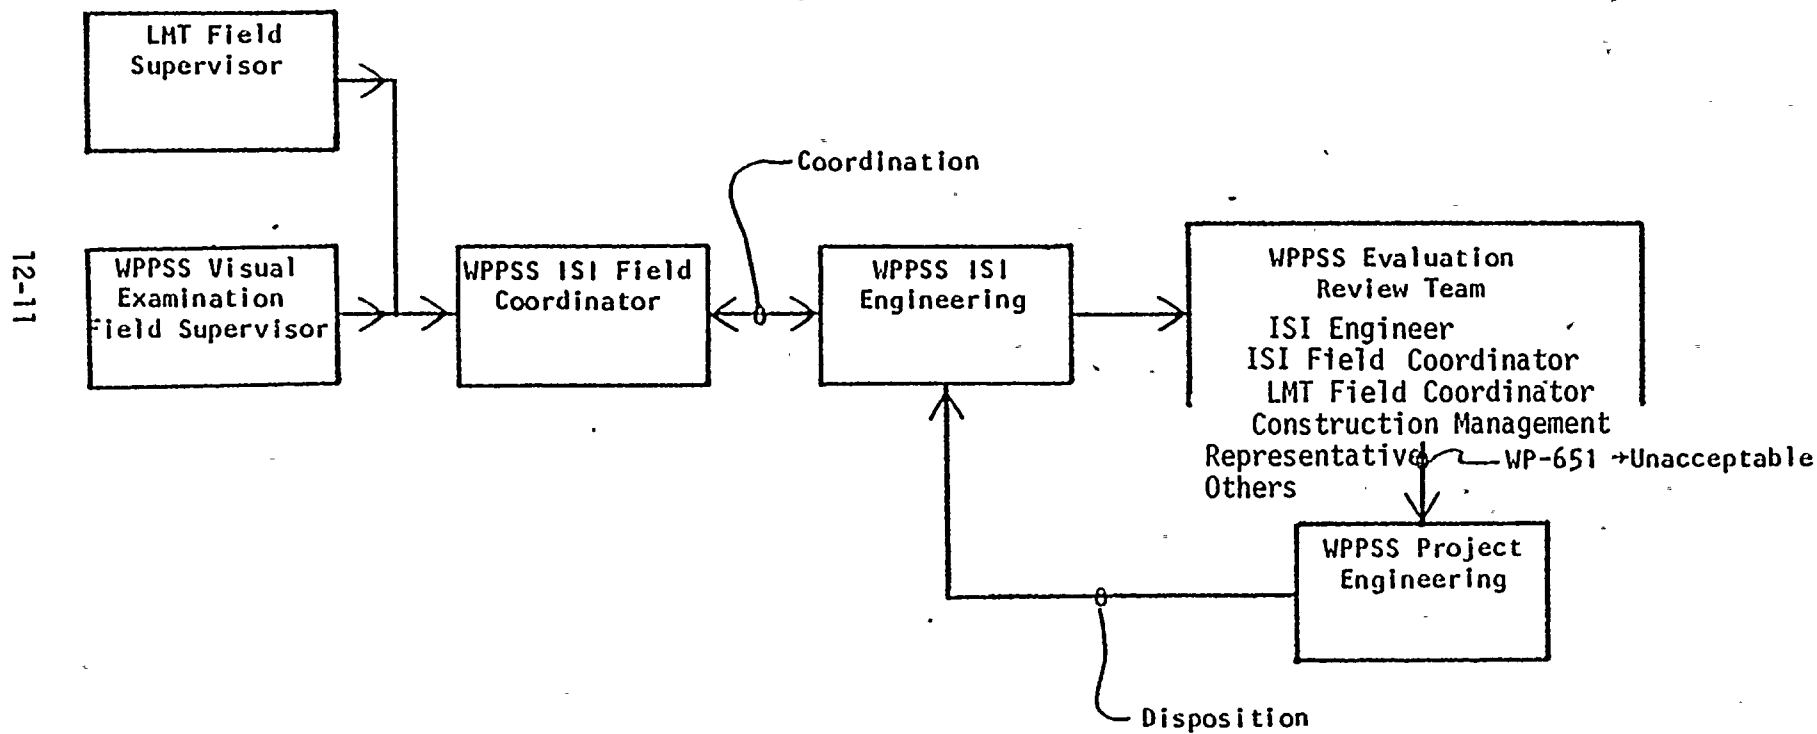 LMT Field
Supervisor
Coordination
12-11
WPPSS Visual
Examination
Field Supervisor
WPPSS ISI Field
Coordinator
WPPSS ISI
Engineering
WPPSS Evaluation
Review Team
ISI Engineer
ISI Field Coordinator
LMT Field Coordinator
Construction Management
Representative
Others
WP-651 →Unacceptable
WPPSS Project
Engineering
Disposition